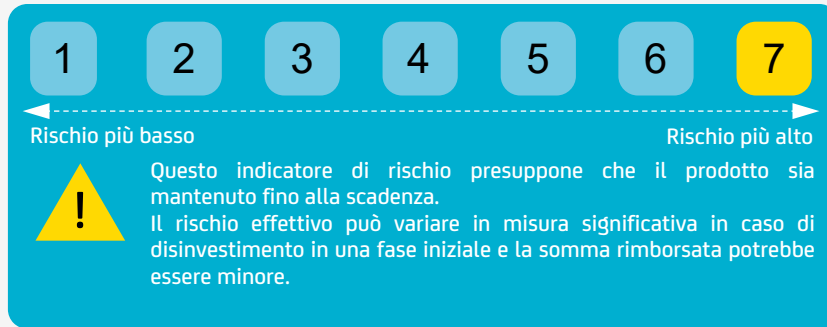 1 2 3 4 5 6 7
Rischio più basso Rischio più alto
!
Questo indicatore di rischio presuppone che il prodotto sia
mantenuto fino alla scadenza.
Il rischio effettivo può variare in misura significativa in caso di
disinvestimento in una fase iniziale e la somma rimborsata potrebbe
essere minore.